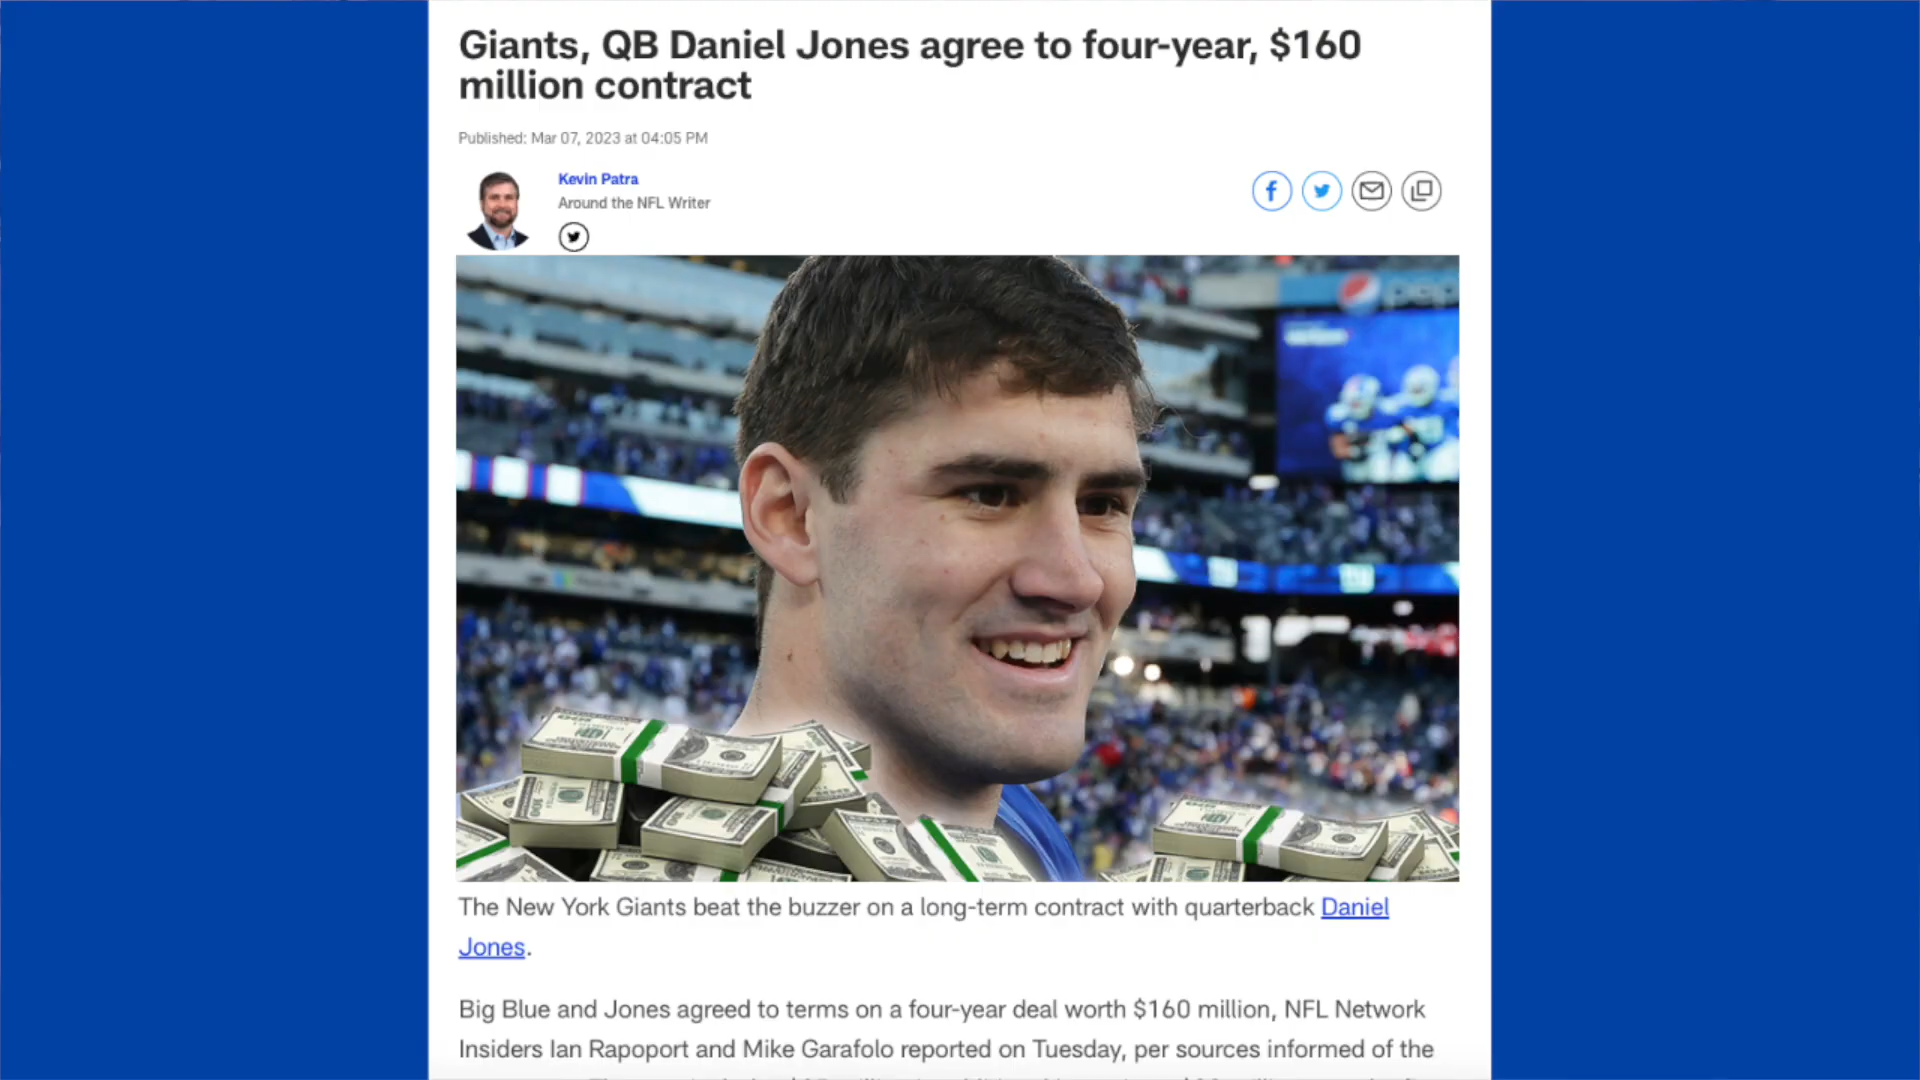 Giants, QB Daniel Jones agree to four-year, $160
million contract
Published: Mar 07, 2023 at 04:05 PM
Kevin Patra
Around the NFL Writer
The New York Giants beat the buzzer on a long-term contract with quarterback Daniel
Jones.
Big Blue and Jones agreed to terms on a four-year deal worth $160 million, NFL Network
Insiders Ian Rapoport and Mike Garafolo reported on Tuesday, per sources informed of the